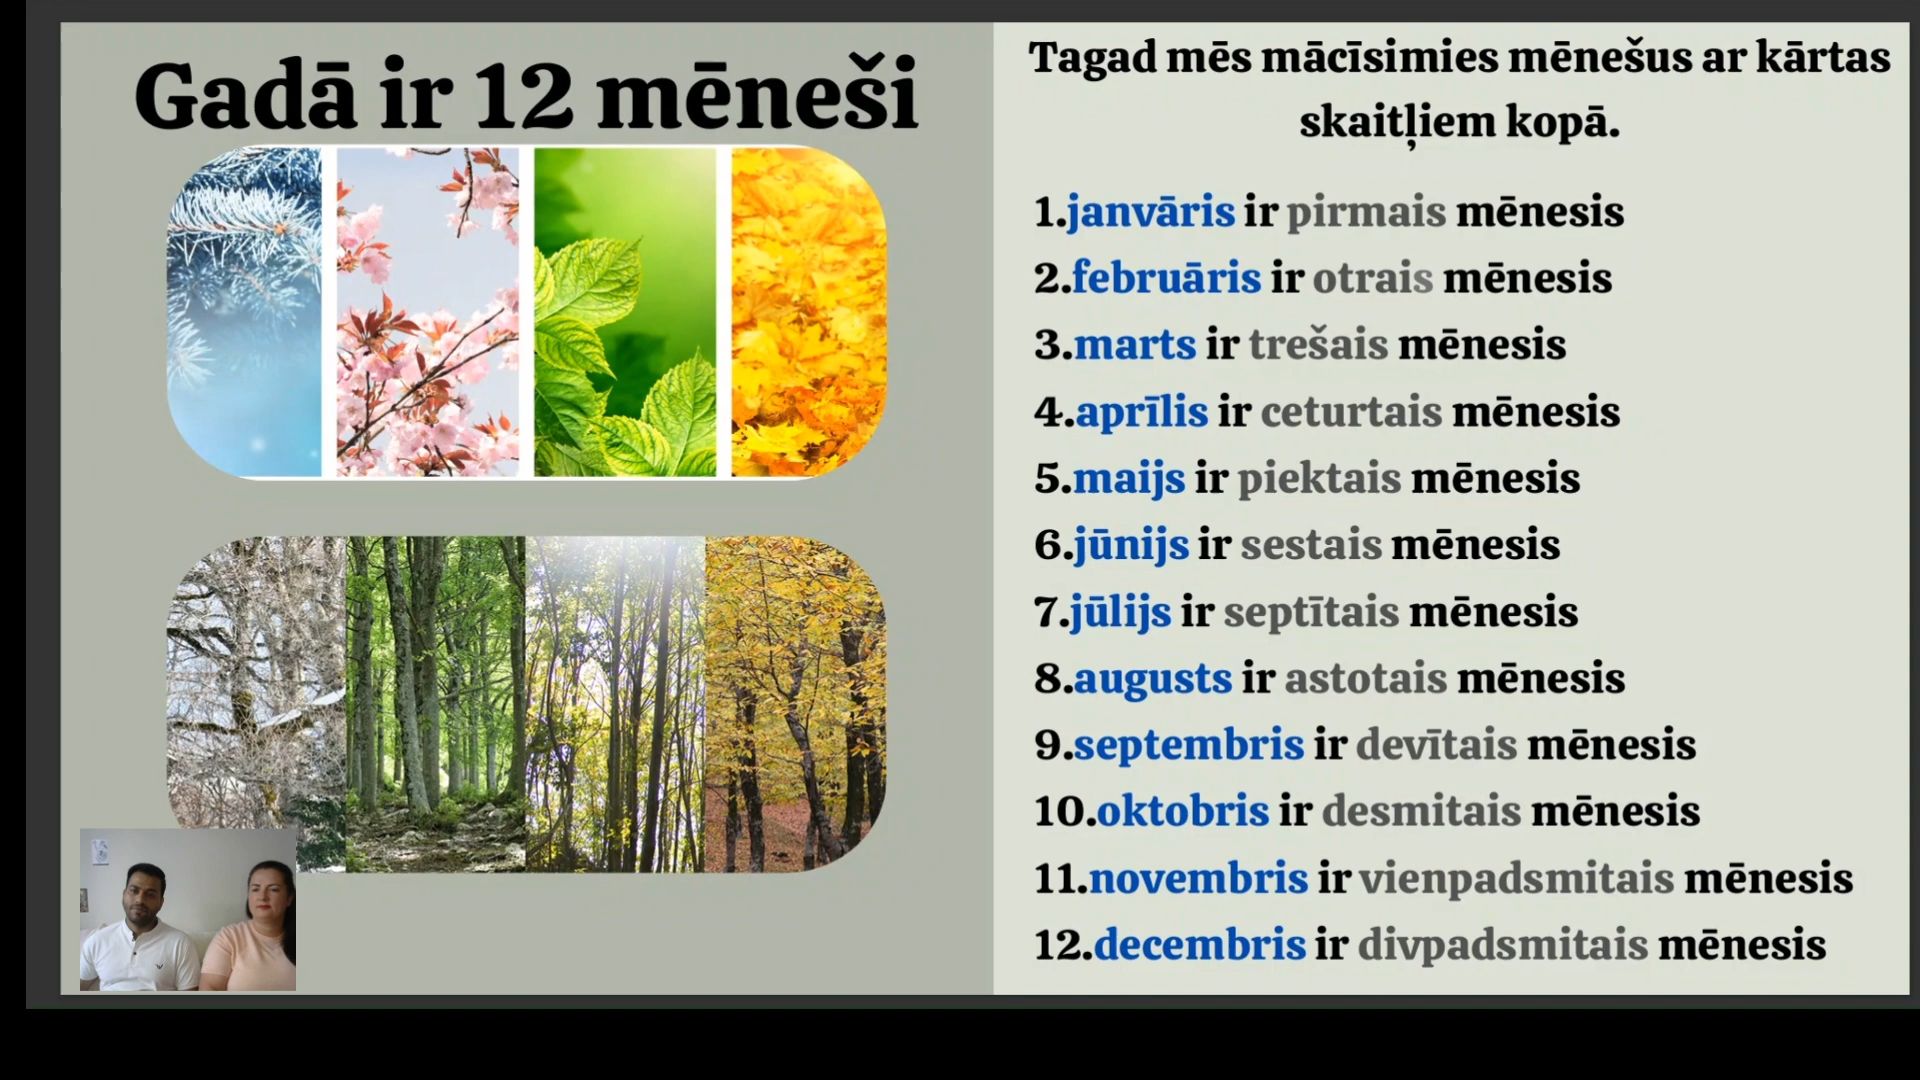 Gadā ir 12 mēneši
Tagad mēs mācīsimies mēnešus ar kārtas
skaitļiem kopā.
1.janvāris ir pirmais mēnesis
2.februāris ir otrais mēnesis
3.marts ir trešais mēnesis
4.aprīlis ir ceturtais mēnesis
5.maijs ir piektais mēnesis
6.jūnijs ir sestais mēnesis
7.jūlijs ir septītais mēnesis
8.augusts ir astotais mēnesis
9.septembris ir devītais mēnesis
10.oktobris ir desmitais mēnesis
11.novembris ir vienpadsmitais mēnesis
12.decembris ir divpadsmitais mēnesis